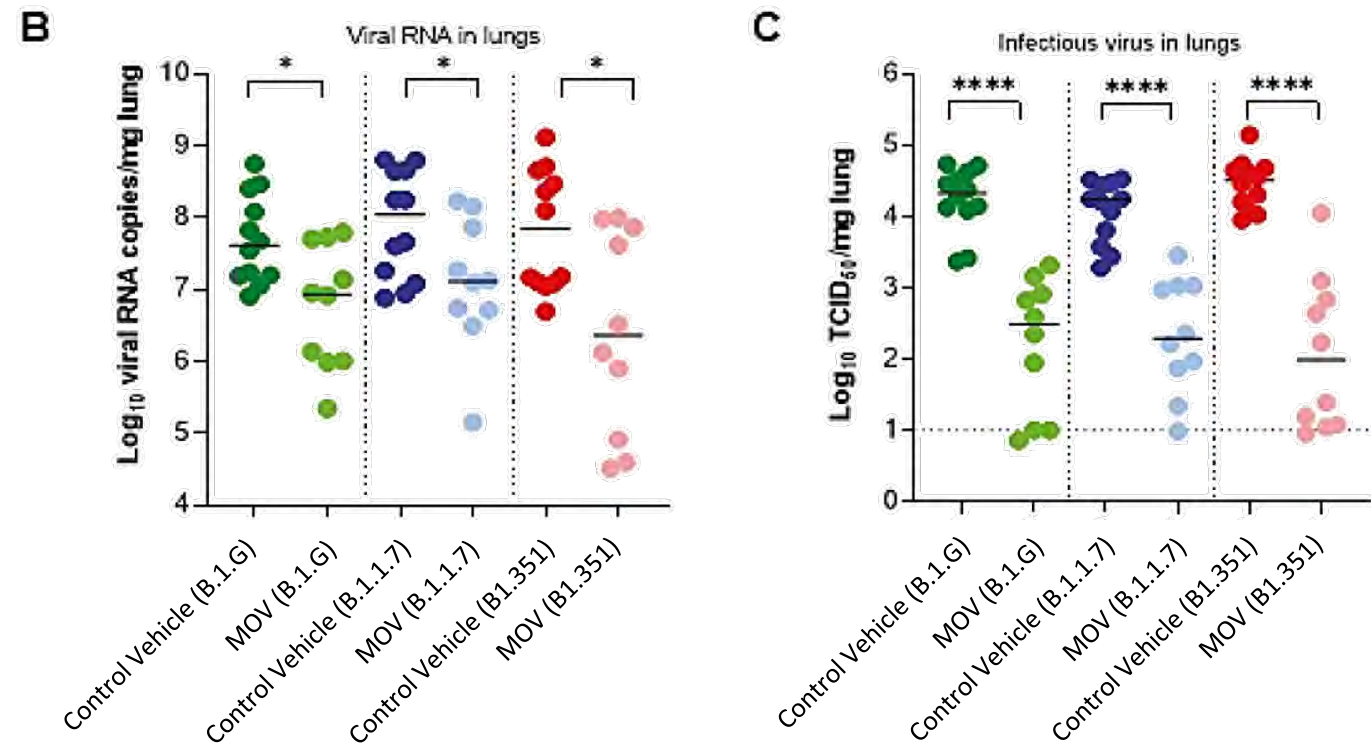 B
Viral RNA in lungs
Log10 viral RNA copies/mg lung
10
9
8
7
6
5
4
*
*
*
Control Vehicle (B.1.G)
MOV (B.1.G)
Control Vehicle (B.1.1.7)
MOV (B.1.1.7)
Control Vehicle (B1.351)
MOV (B1.351)
C
Infectious virus in lungs
Log10 TCID50/mg lung
6
5
4
3
2
1
0
****
****
****
Control Vehicle (B.1.G)
MOV (B.1.G)
Control Vehicle (B.1.1.7)
MOV (B.1.1.7)
Control Vehicle (B1.351)
MOV (B1.351)